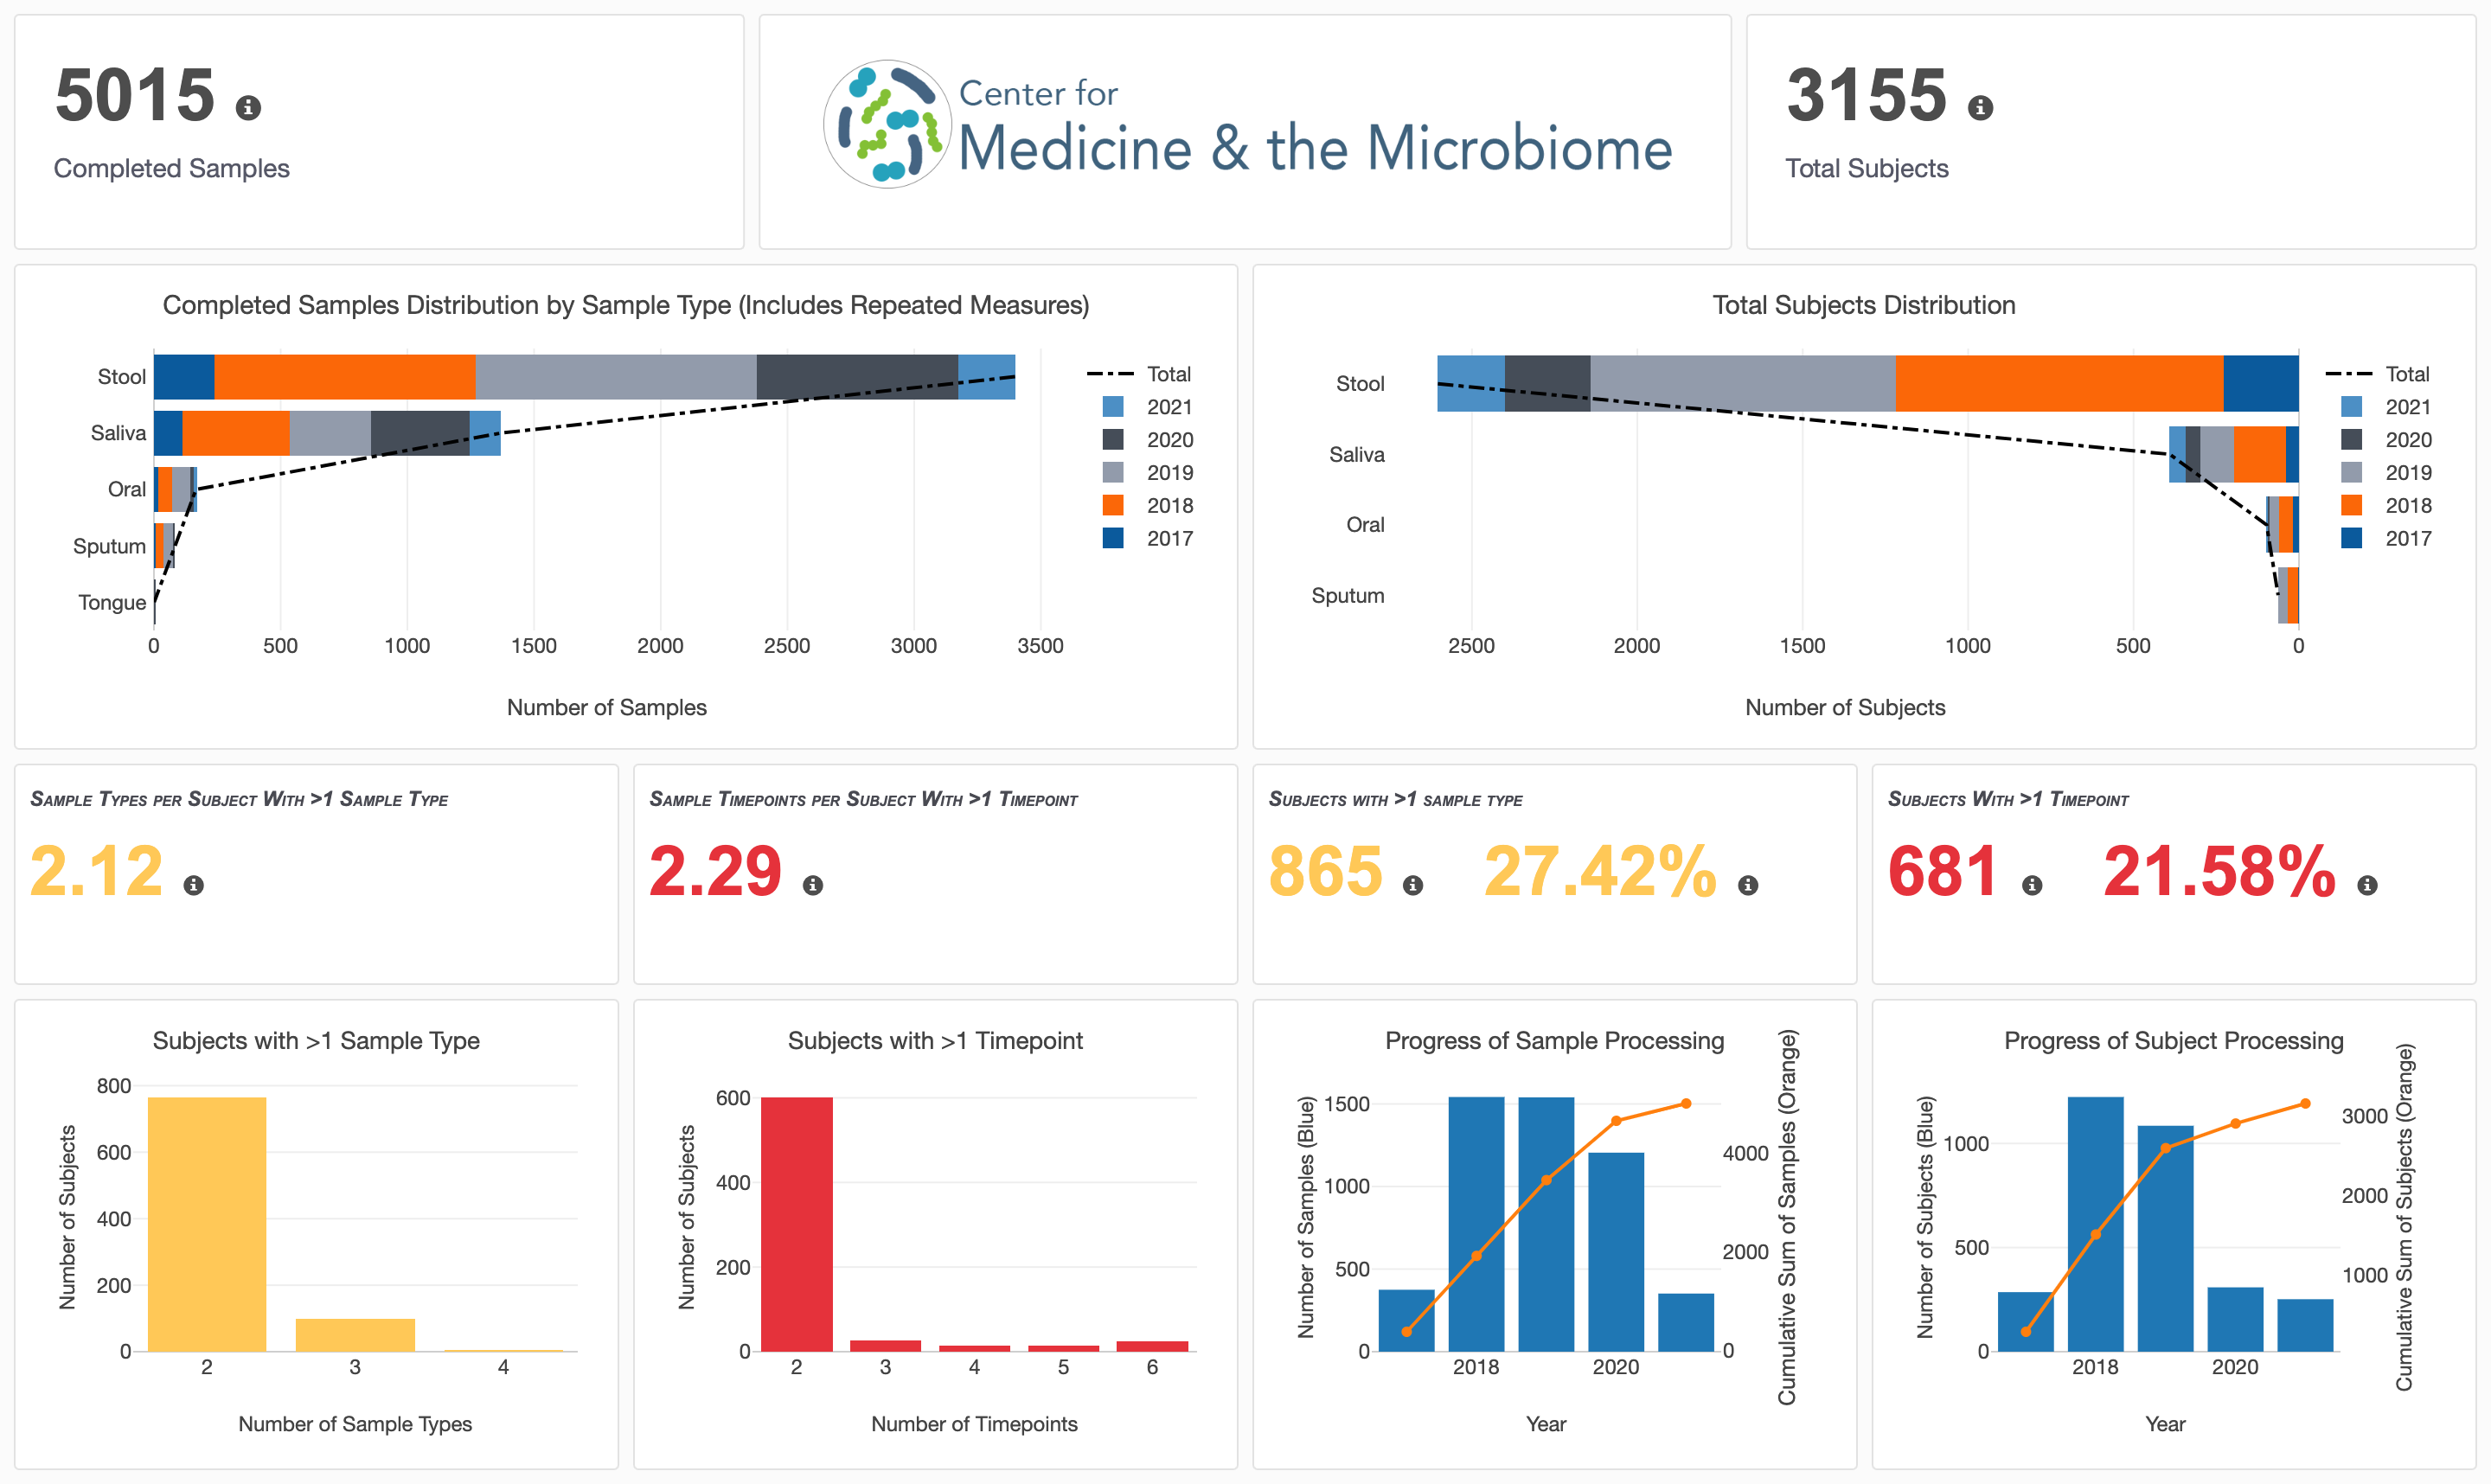 5015
Completed Samples
Center for
Medicine & the Microbiome
3155
Total Subjects
Completed Samples Distribution by Sample Type (Includes Repeated Measures)
Stool
Saliva
Oral
Sputum
Tongue
0 500 1000 1500 2000 2500 3000 3500
Number of Samples
Total
2021
2020
2019
2018
2017
Total Subjects Distribution
Stool
Saliva
Oral
Sputum
2500 2000 1500 1000 500 0
Number of Subjects
Total
2021
2020
2019
2018
2017
Sample Types per Subject With >1 Sample Type
2.12
Sample Timepoints per Subject With >1 Timepoint
2.29
Subjects with >1 sample type
865 27.42%
Subjects With >1 Timepoint
681 21.58%
Subjects with >1 Sample Type
Number of Subjects
800
600
400
200
0
2 3 4
Number of Sample Types
Subjects with >1 Timepoint
Number of Subjects
600
400
200
0
2 3 4 5 6
Number of Timepoints
Progress of Sample Processing
Number of Samples (Blue)
1500
1000
500
0
2018 2020
Year
4000
2000
0
Cumulative Sum of Samples (Orange)
Progress of Subject Processing
Number of Subjects (Blue)
1000
500
0
2018 2020
Year
3000
2000
1000
Cumulative Sum of Subjects (Orange)